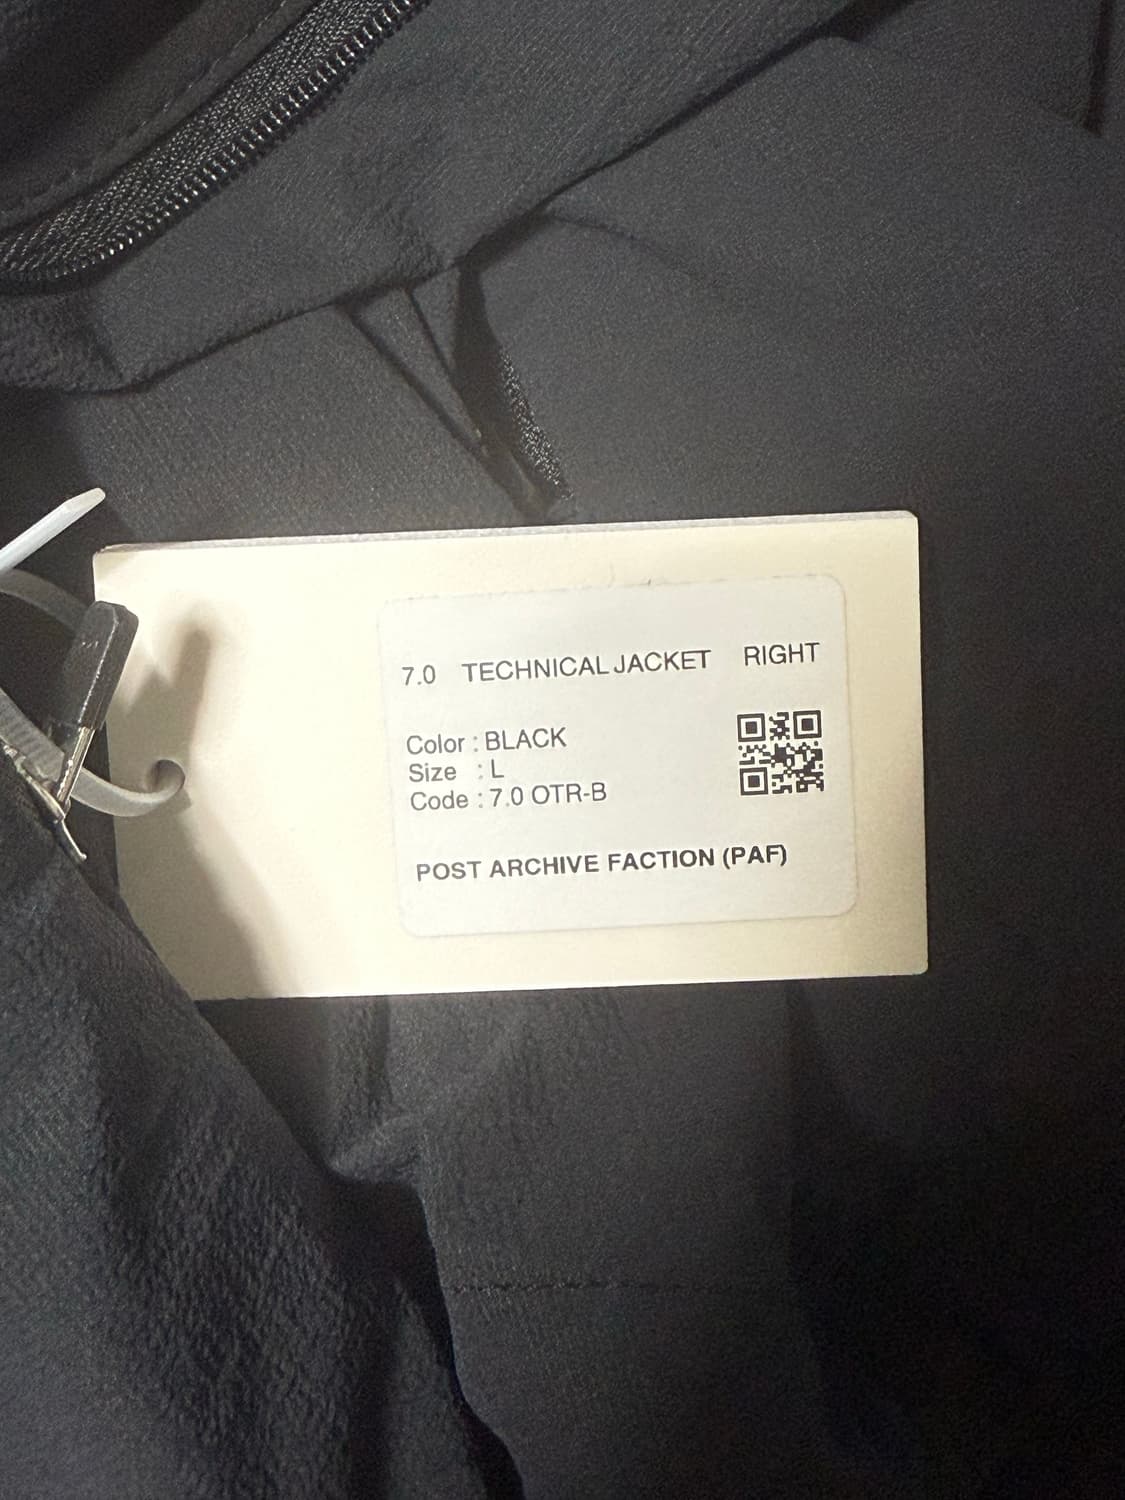 7.0 TECHNICAL JACKET RIGHT
Color : BLACK
Size : L
Code : 7.0 OTR-B
POST ARCHIVE FACTION (PAF)